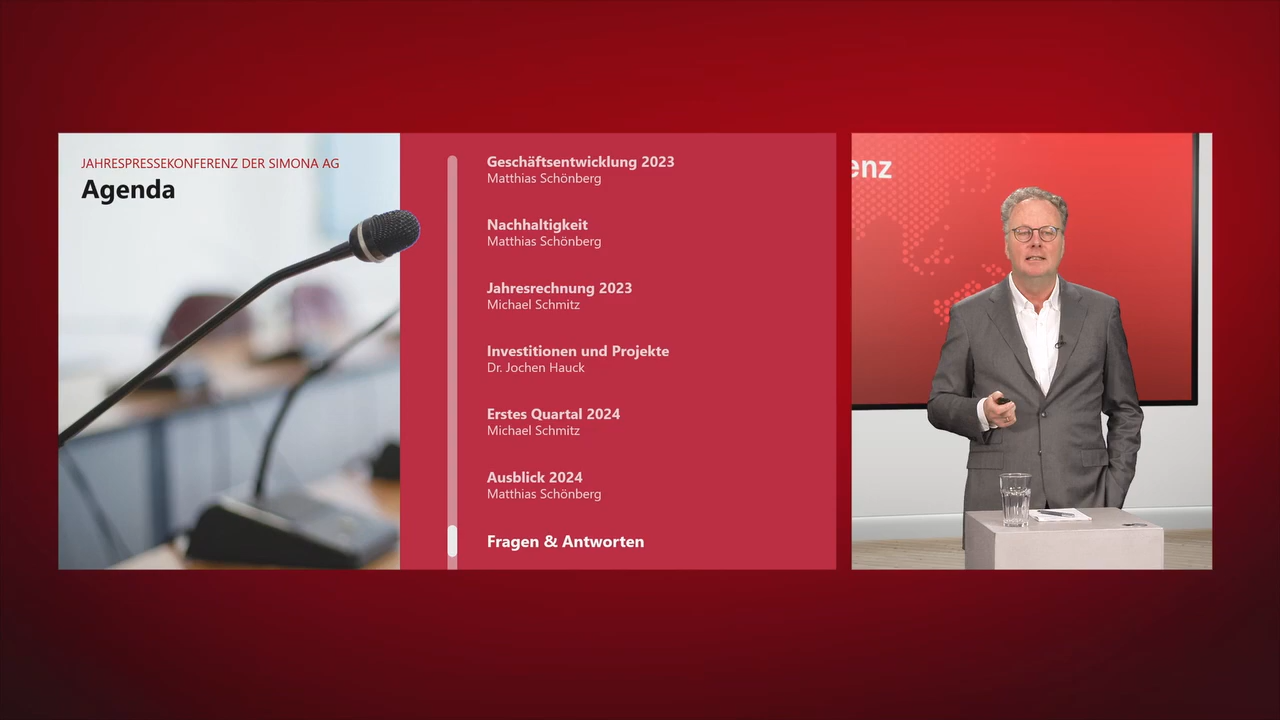 JAHRESPRESSEKONFERENZ DER SIMONA AG
Agenda
Geschäftsentwicklung 2023
Matthias Schönberg
Nachhaltigkeit
Matthias Schönberg
Jahresrechnung 2023
Michael Schmitz
Investitionen und Projekte
Dr. Jochen Hauck
Erstes Quartal 2024
Michael Schmitz
Ausblick 2024
Matthias Schönberg
Fragen & Antworten
enz